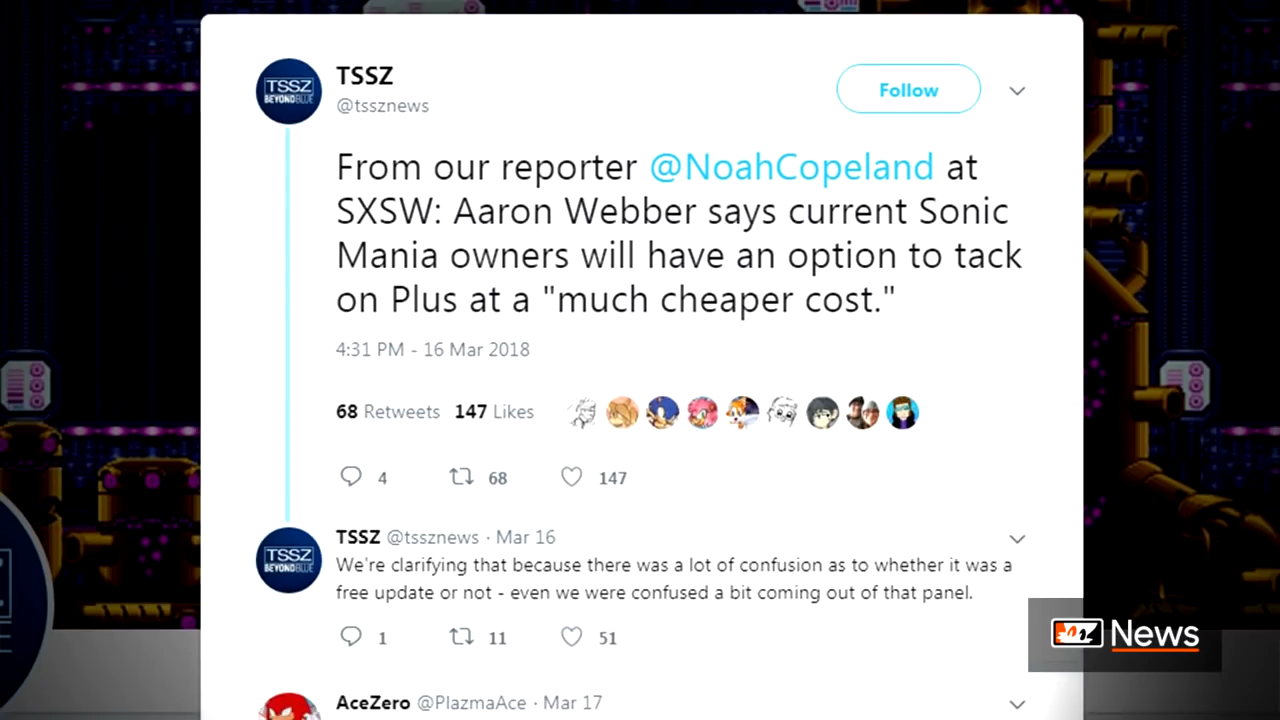 TSSZ
BEYOND BLUE
TSSZ
@tssznews
Follow
From our reporter @NoahCopeland at
SXSW: Aaron Webber says current Sonic
Mania owners will have an option to tack
on Plus at a "much cheaper cost."
4:31 PM - 16 Mar 2018
68 Retweets 147 Likes
4 68 147
TSSZ
BEYOND BLUE
TSSZ @tssznews · Mar 16
We're clarifying that because there was a lot of confusion as to whether it was a
free update or not - even we were confused a bit coming out of that panel.
1 11 51
News
AceZero @PlazmaAce · Mar 17